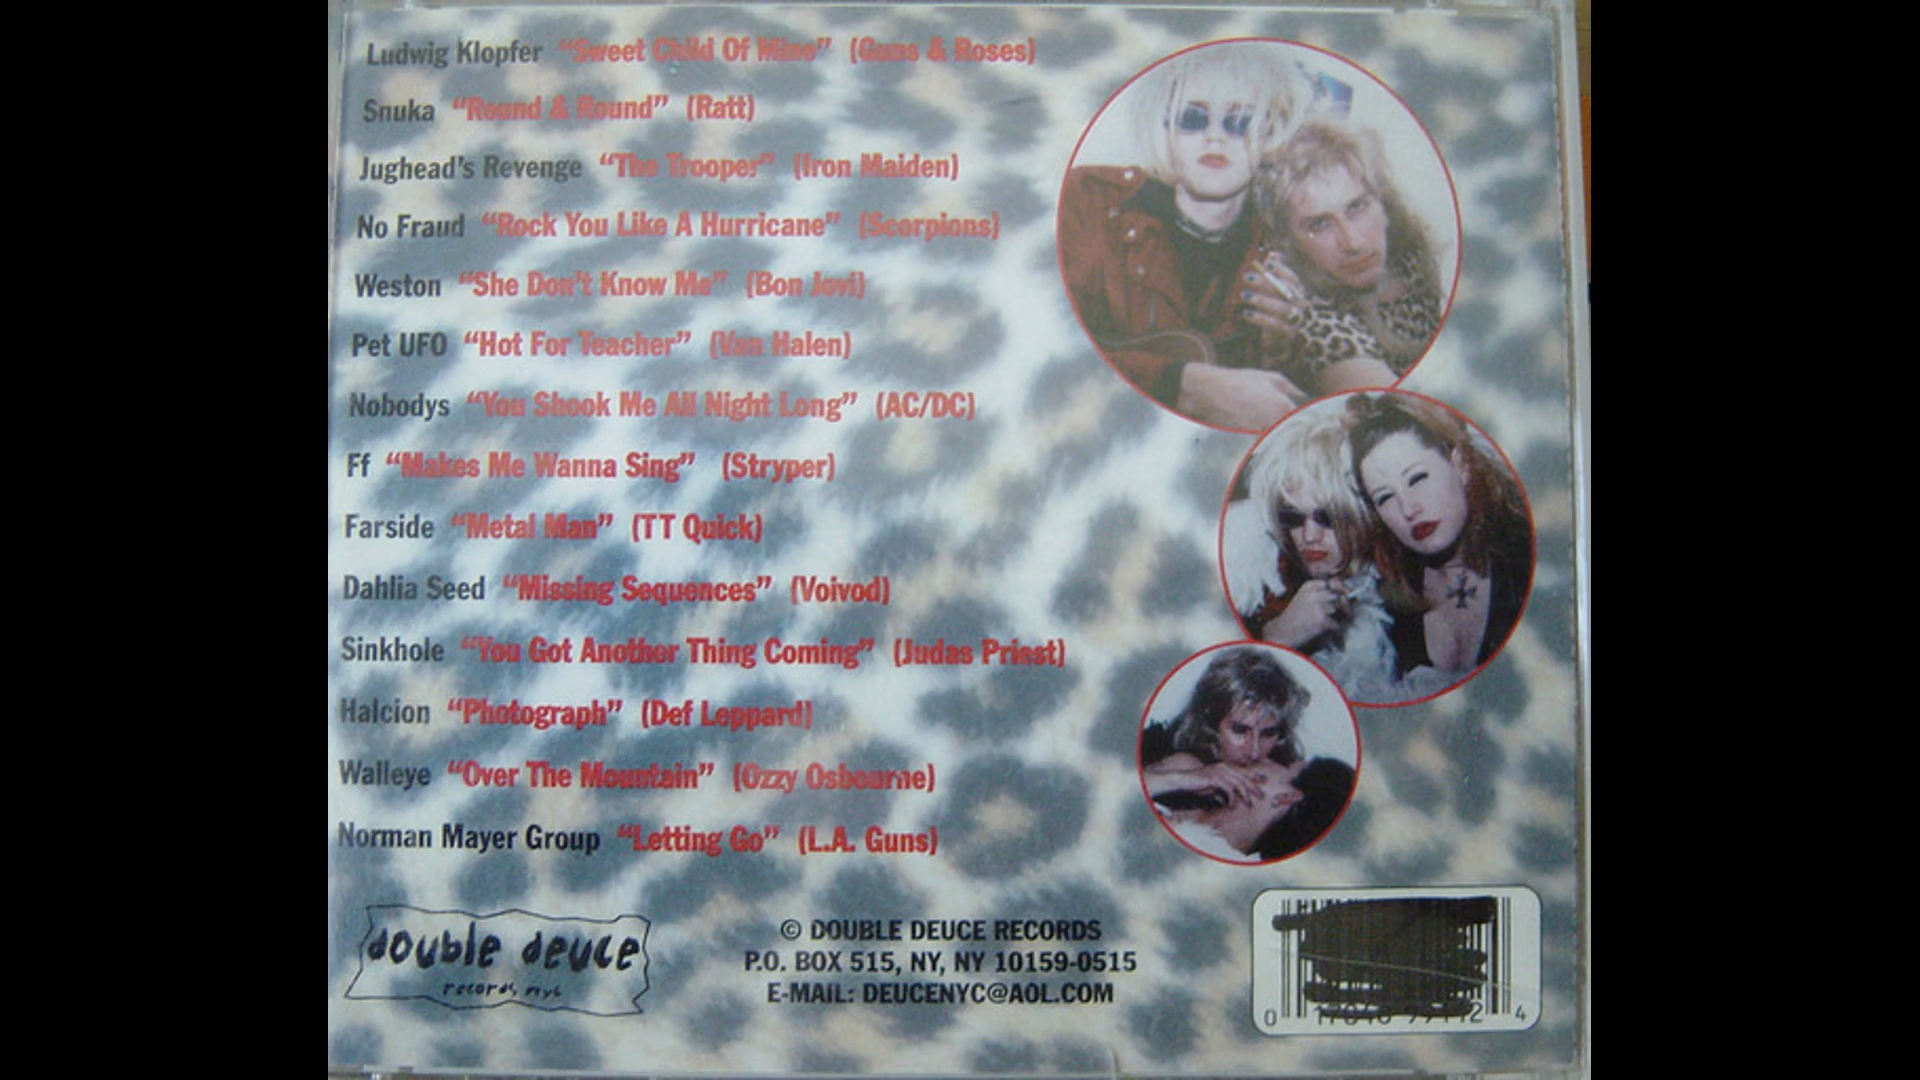 Ludwig Klopfer "Sweet Child Of Mine" (Guns & Roses)
Snuka "Round & Round" (Ratt)
Jughead's Revenge "The Trooper" (Iron Maiden)
No Fraud "Rock You Like A Hurricane" (Scorpions)
Weston "She Don't Know Me" (Bon Jovi)
Pet UFO "Hot For Teacher" (Van Halen)
Nobodys "You Shook Me All Night Long" (AC/DC)
Ff "Makes Me Wanna Sing" (Stryper)
Farside "Metal Man" (TT Quick)
Dahlia Seed "Missing Sequences" (Voivod)
Sinkhole "You Got Another Thing Coming" (Judas Priest)
Halcion "Photograph" (Def Leppard)
Walleye "Over The Mountain" (Ozzy Osbourne)
Norman Mayer Group "Letting Go" (L.A. Guns)
double deuce
records, nyc
© DOUBLE DEUCE RECORDS
P.O. BOX 515, NY, NY 10159-0515
E-MAIL: DEUCENYC@AOL.COM
0 4